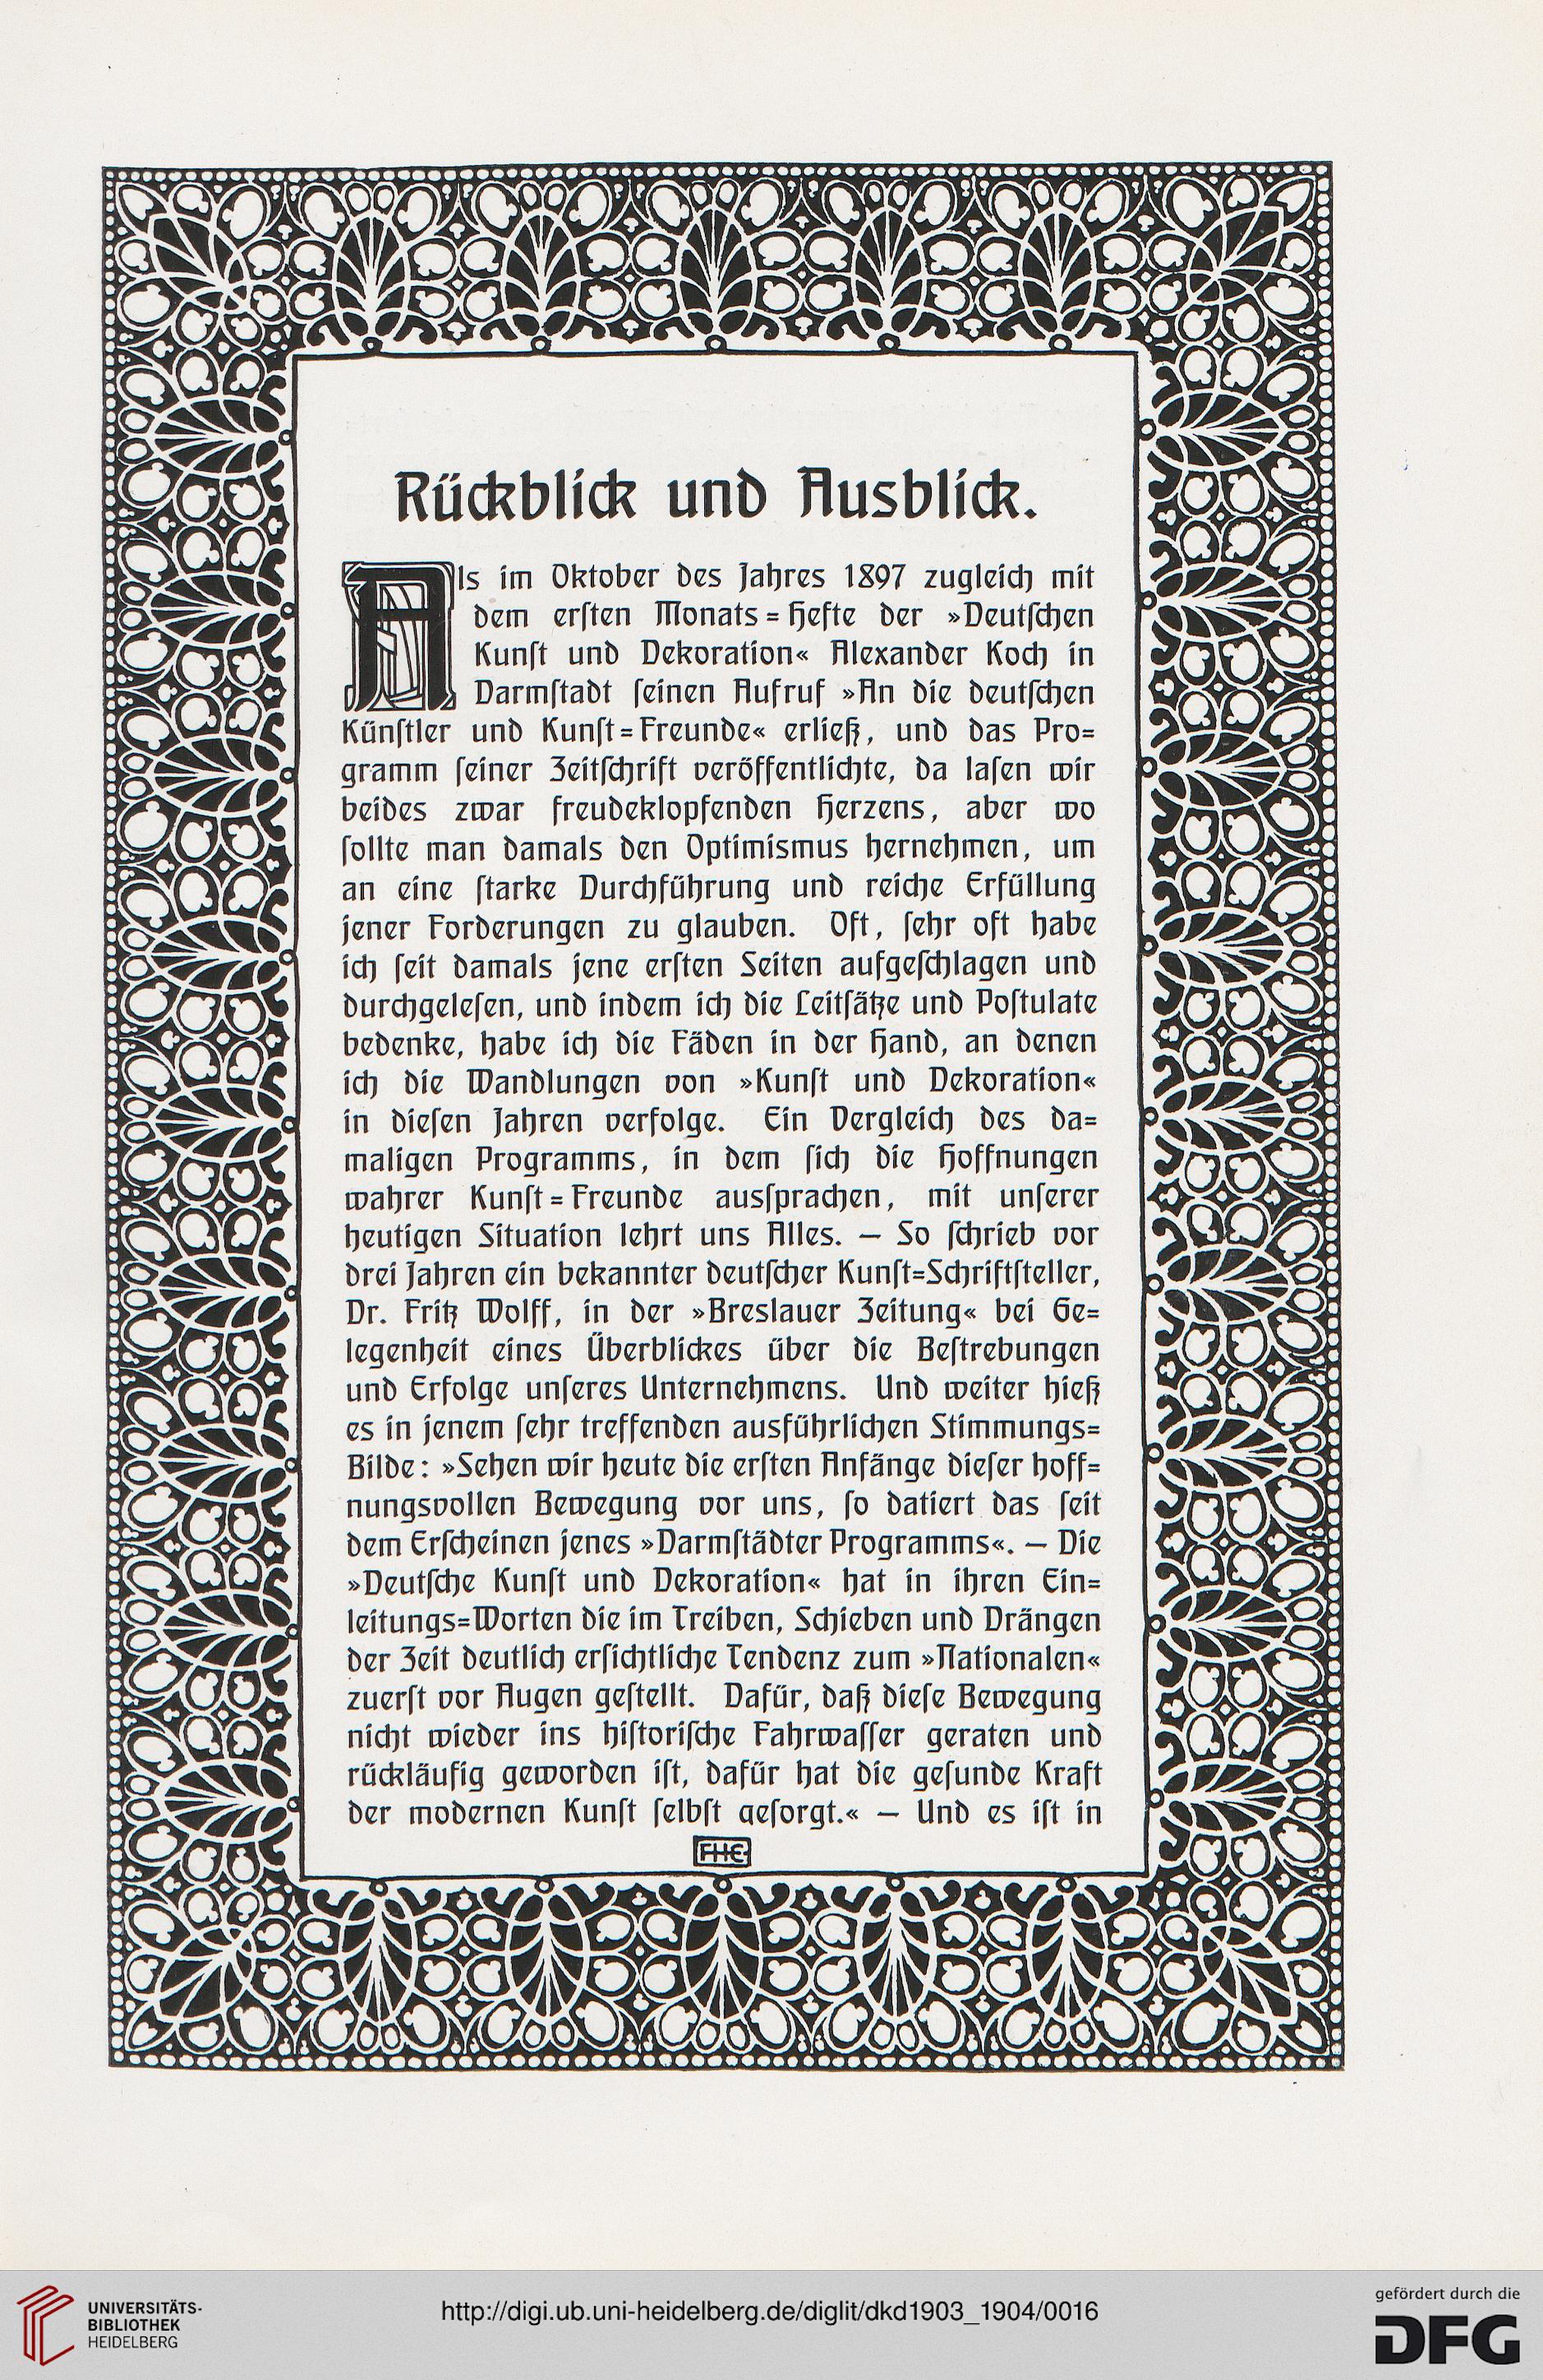 Rückblick und Ausblick.
Als im Oktober des Jahres 1897 zugleich mit
dem erſten Monats=Hefte der »Deutſchen
Kunſt und Dekoration« Alexander Koch in
Darmſtadt ſeinen Aufruf »An die deutſchen
Künſtler und Kunſt=Freunde« erließ, und das Pro=
gramm ſeiner Zeitſchrift veröffentlichte, da laſen wir
beides zwar freudeklopfenden Herzens, aber wo
ſollte man damals den Optimismus hernehmen, um
an eine ſtarke Durchführung und reiche Erfüllung
jener Forderungen zu glauben. Oft, ſehr oft habe
ich ſeit damals jene erſten Seiten aufgeſchlagen und
durchgeleſen, und indem ich die Leitſätze und Poſtulate
bedenke, habe ich die Fäden in der Hand, an denen
ich die Wandlungen von »Kunſt und Dekoration«
in dieſen Jahren verfolge. Ein Vergleich des da=
maligen Programms, in dem ſich die Hoffnungen
wahrer Kunſt=Freunde ausſprachen, mit unſerer
heutigen Situation lehrt uns Alles. — So ſchrieb vor
drei Jahren ein bekannter deutſcher Kunſt=Schriftſteller,
Dr. Fritz Wolff, in der »Breslauer Zeitung« bei Ge=
legenheit eines Überblickes über die Beſtrebungen
und Erfolge unſeres Unternehmens. Und weiter hieß
es in jenem ſehr treffenden ausführlichen Stimmungs=
Bilde: »Sehen wir heute die erſten Anfänge dieſer hoff=
nungsvollen Bewegung vor uns, ſo datiert das ſeit
dem Erſcheinen jenes »Darmſtädter Programms«. — Die
»Deutſche Kunſt und Dekoration« hat in ihren Ein=
leitungs=Worten die im Treiben, Schieben und Drängen
der Zeit deutlich erſichtliche Tendenz zum »Nationalen«
zuerſt vor Augen geſtellt. Dafür, daß dieſe Bewegung
nicht wieder ins hiſtoriſche Fahrwaſſer geraten und
rückläufig geworden iſt, dafür hat die geſunde Kraft
der modernen Kunſt ſelbſt geſorgt.« — Und es iſt in
FHE
UNIVERSITÄTS-
BIBLIOTHEK
HEIDELBERG
http://digi.ub.uni-heidelberg.de/diglit/dkd1903_1904/0016
gefördert durch die
DFG